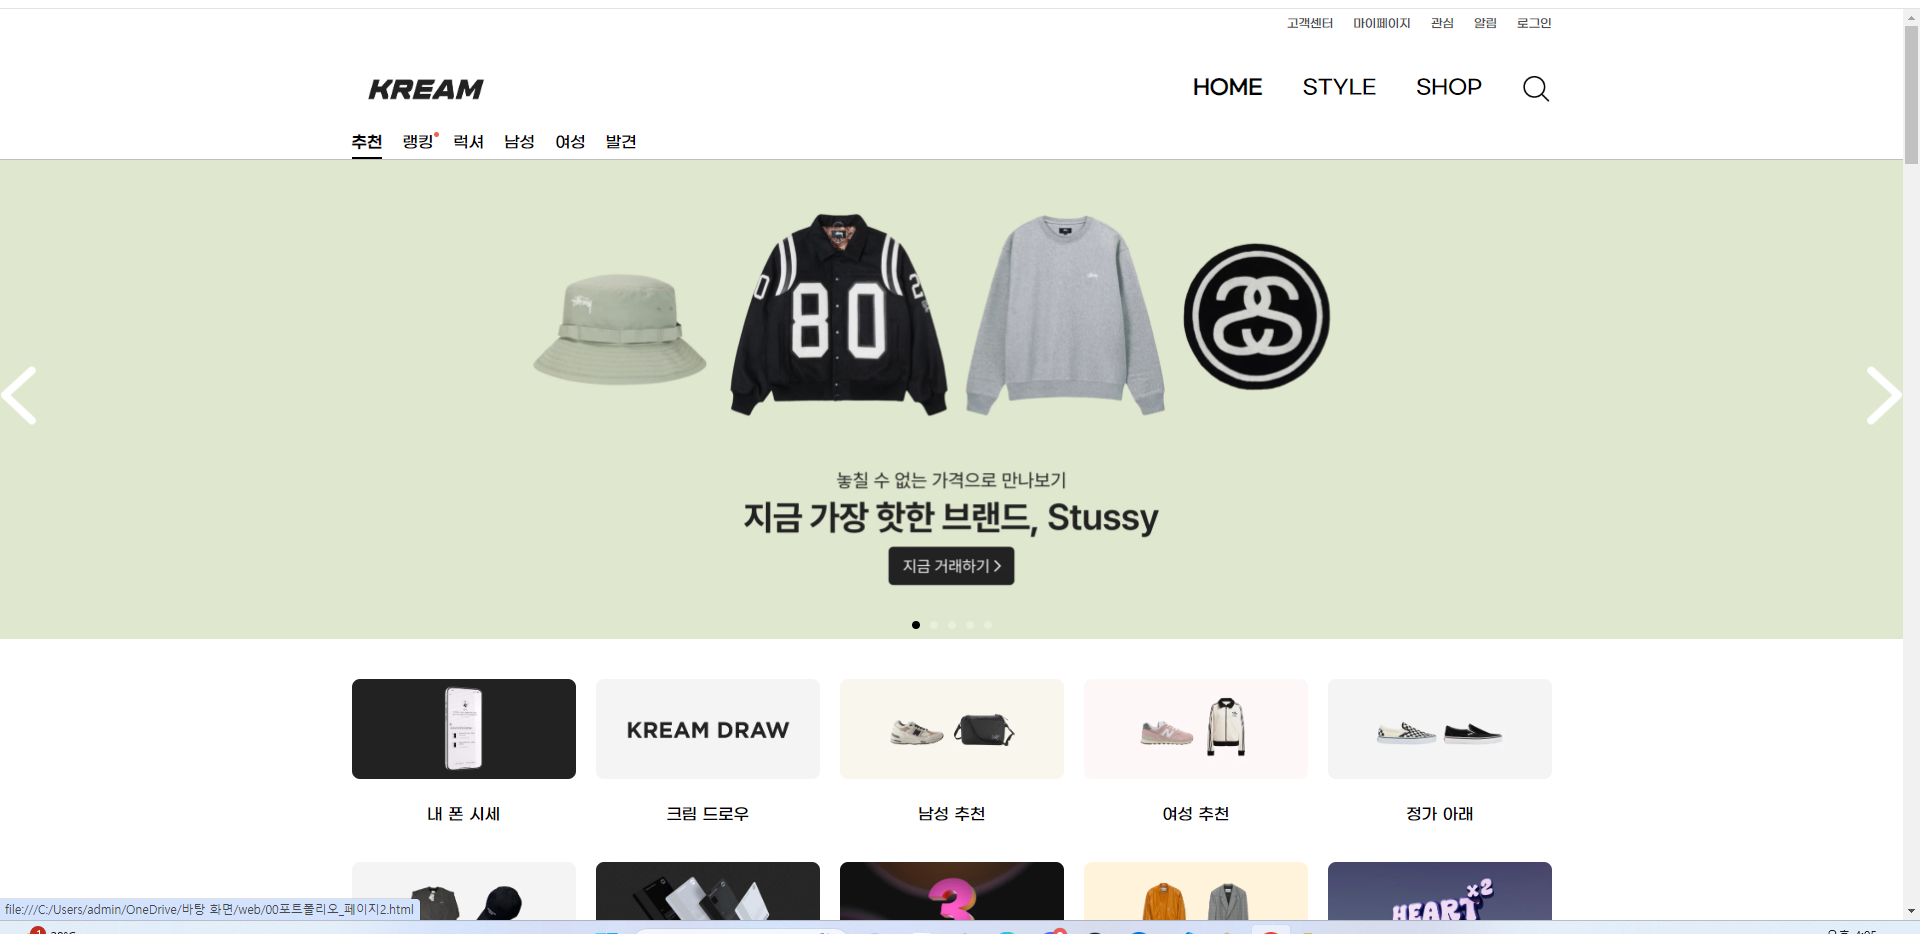 고객센터 마이페이지 관심 알림 로그인
KREAM HOME STYLE SHOP
추천 랭킹 럭셔 남성 여성 발견
80
놓칠 수 없는 가격으로 만나보기
지금 가장 핫한 브랜드, Stussy
지금 거래하기 >
KREAM DRAW
내 폰 시세 크림 드로우 남성 추천 여성 추천 정가 아래
3
HEART x2
file:///C:/Users/admin/OneDrive/바탕 화면/web/00포트폴리오_페이지2.html